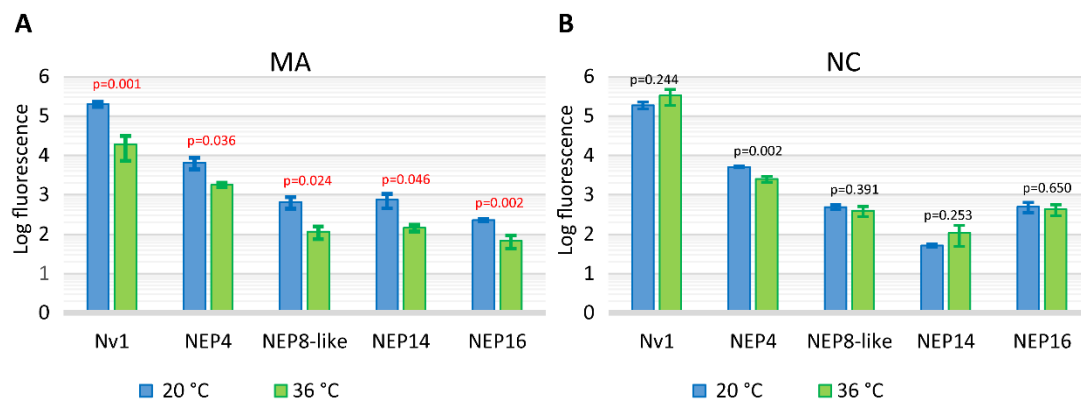 A
MA
Log fluorescence
6
5
4
3
2
1
0
p=0.001
p=0.036
p=0.024
p=0.046
p=0.002
Nv1 NEP4 NEP8-like NEP14 NEP16
20 °C 36 °C
B
NC
Log fluorescence
6
5
4
3
2
1
0
p=0.244
p=0.002
p=0.391
p=0.253
p=0.650
Nv1 NEP4 NEP8-like NEP14 NEP16
20 °C 36 °C